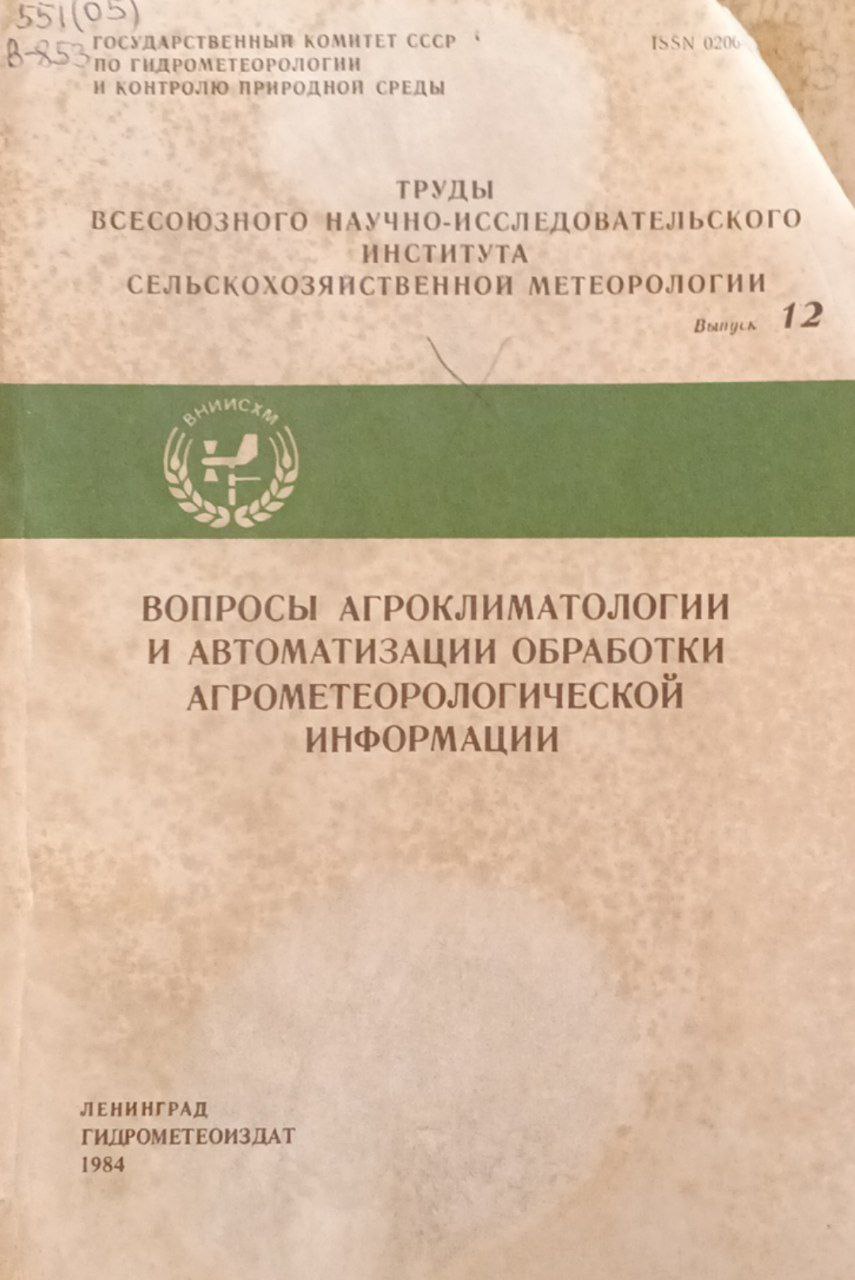 551(05)
В-853
ГОСУДАРСТВЕННЫЙ КОМИТЕТ СССР
ПО ГИДРОМЕТЕОРОЛОГИИ
И КОНТРОЛЮ ПРИРОДНОЙ СРЕДЫ
ISSN 0206
ТРУДЫ
ВСЕСОЮЗНОГО НАУЧНО-ИССЛЕДОВАТЕЛЬСКОГО
ИНСТИТУТА
СЕЛЬСКОХОЗЯЙСТВЕННОЙ МЕТЕОРОЛОГИИ
Выпуск 12
ВНИИСХМ
ВОПРОСЫ АГРОКЛИМАТОЛОГИИ
И АВТОМАТИЗАЦИИ ОБРАБОТКИ
АГРОМЕТЕОРОЛОГИЧЕСКОЙ
ИНФОРМАЦИИ
ЛЕНИНГРАД
ГИДРОМЕТЕОИЗДАТ
1984